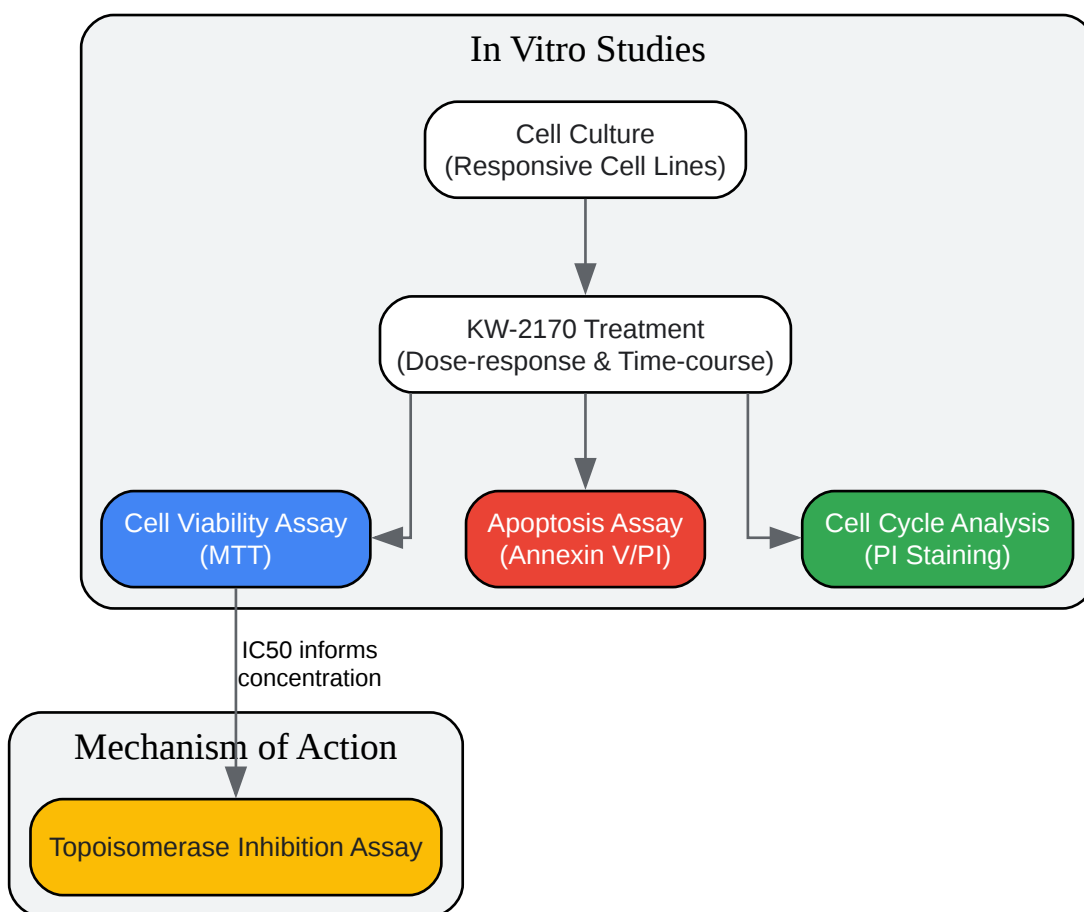 In Vitro Studies
Cell Culture
(Responsive Cell Lines)
KW-2170 Treatment
(Dose-response & Time-course)
Cell Viability Assay
(MTT)
Apoptosis Assay
(Annexin V/PI)
Cell Cycle Analysis
(PI Staining)
IC50 informs
concentration
Mechanism of Action
Topoisomerase Inhibition Assay